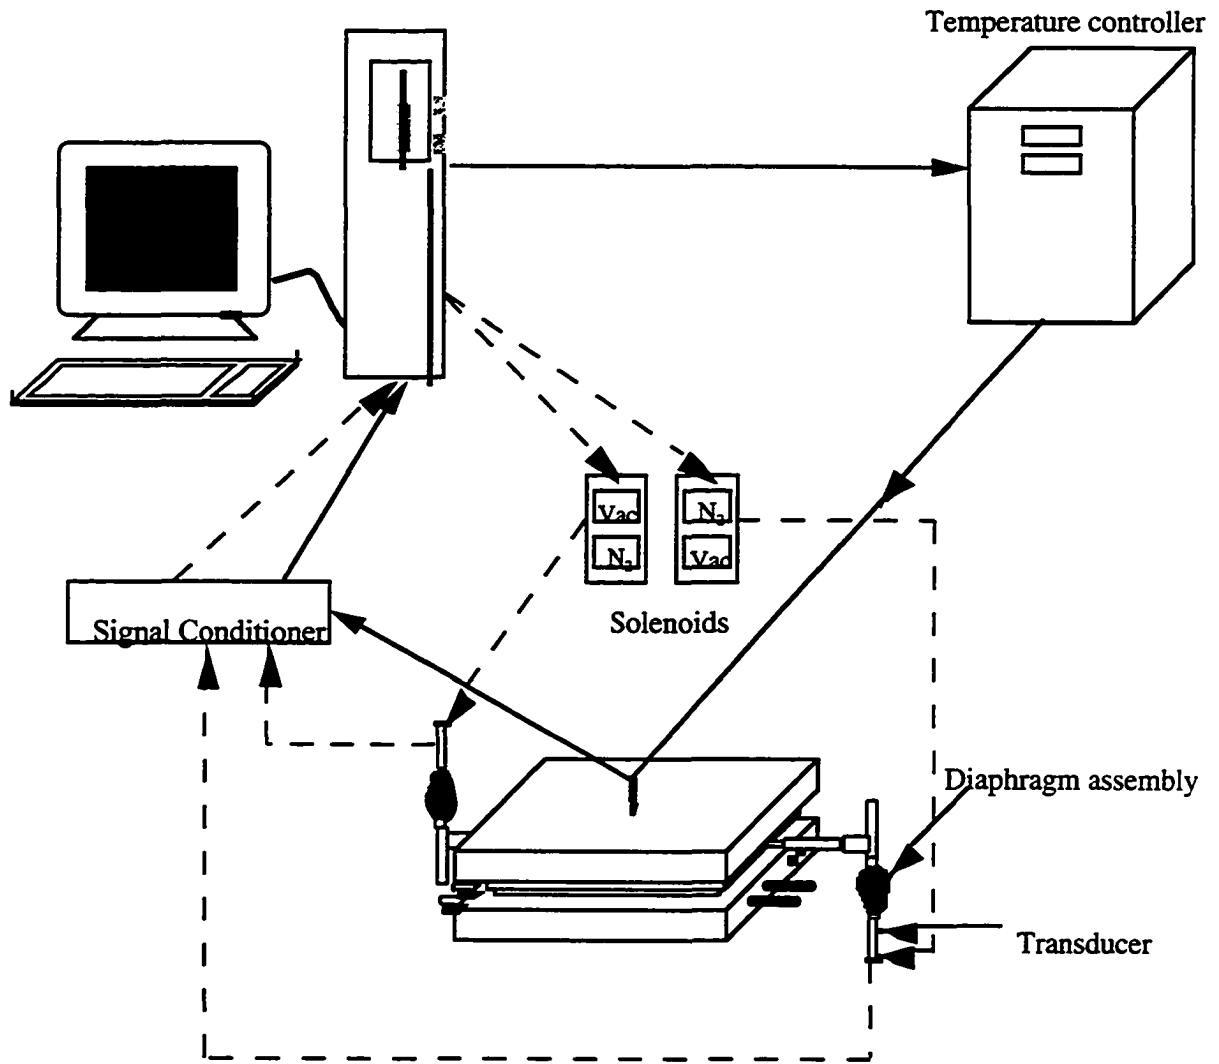 Temperature controller
Vac
N₂
N₂
Vac
Solenoids
Signal Conditioner
Diaphragm assembly
Transducer